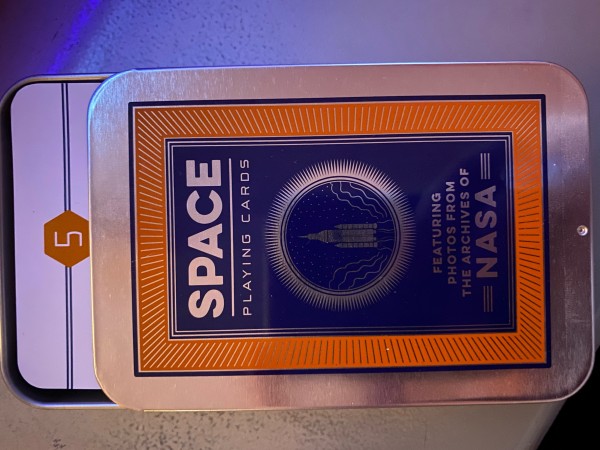 SPACE
PLAYING CARDS
FEATURING
PHOTOS FROM
THE ARCHIVES OF
NASA
5